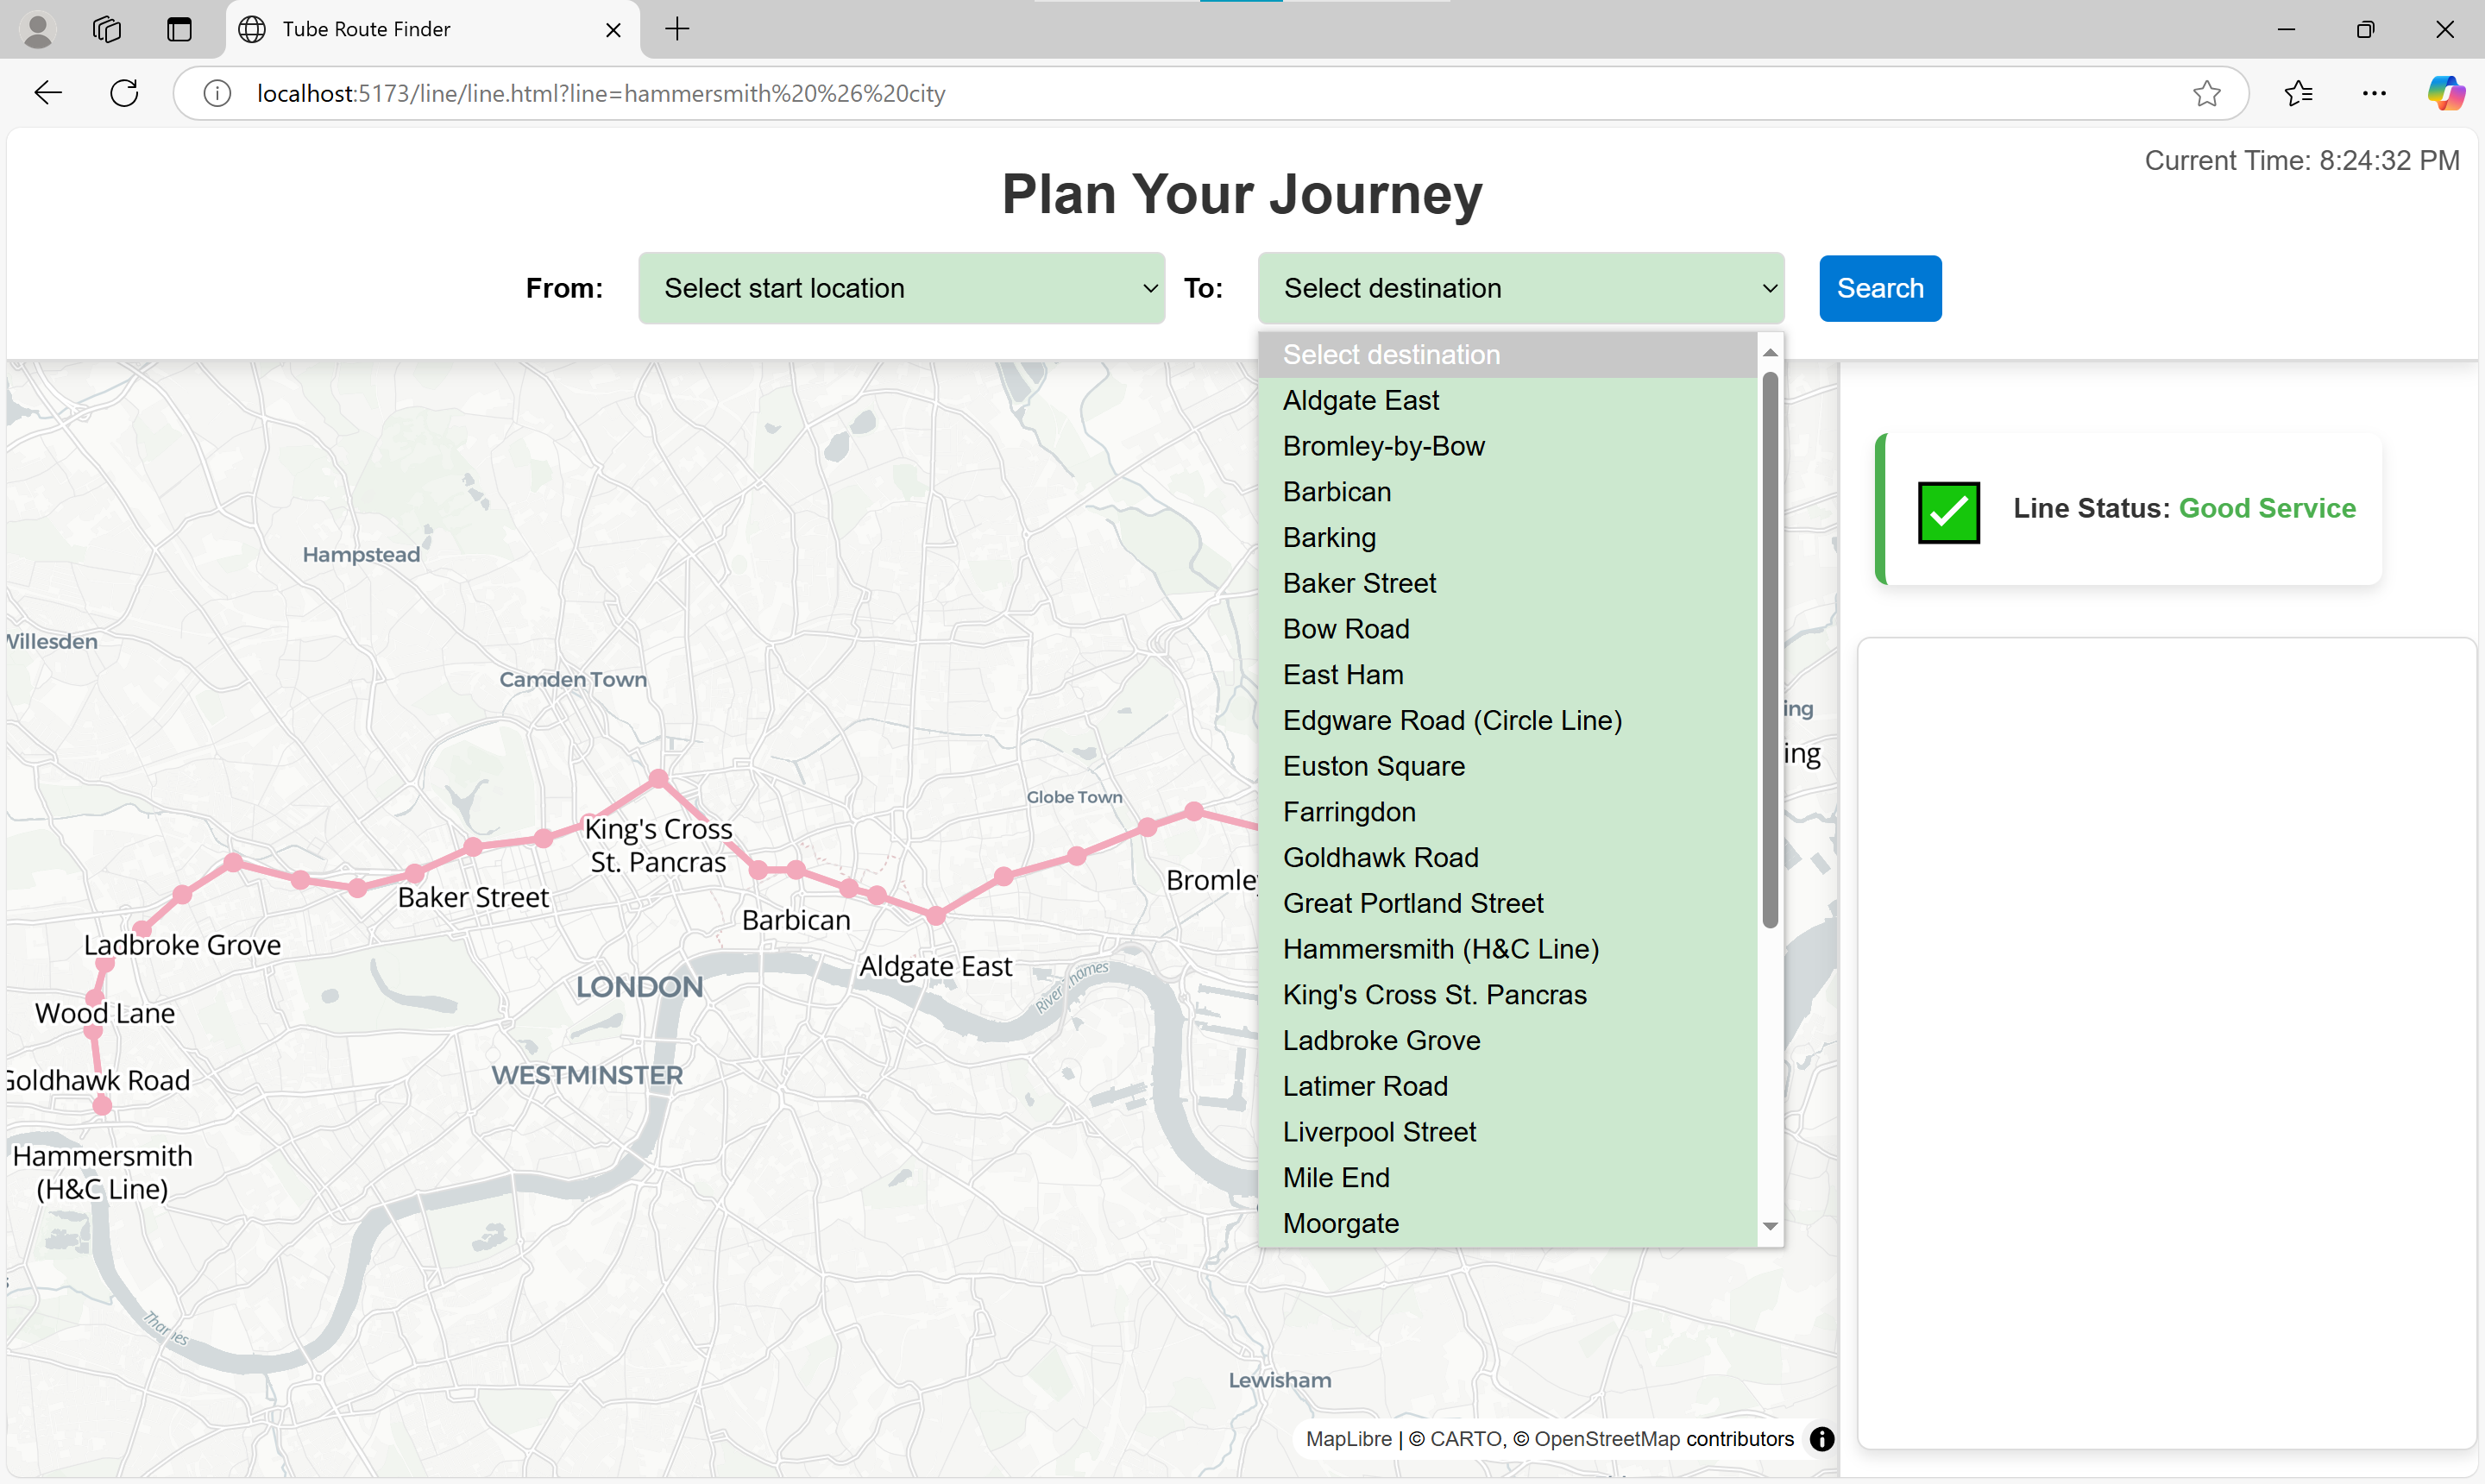 Tube Route Finder
localhost:5173/line/line.html?line=hammersmith%20%26%20city
Current Time: 8:24:32 PM
Plan Your Journey
From:
Select start location
To:
Select destination
Search
Select destination
Aldgate East
Bromley-by-Bow
Barbican
Barking
Baker Street
Bow Road
East Ham
Edgware Road (Circle Line)
Euston Square
Farringdon
Goldhawk Road
Great Portland Street
Hammersmith (H&C Line)
King's Cross St. Pancras
Ladbroke Grove
Latimer Road
Liverpool Street
Mile End
Moorgate
Line Status: Good Service
Hampstead
Willesden
Camden Town
ing
ing
Globe Town
King's Cross
St. Pancras
Bromley
Baker Street
Barbican
Ladbroke Grove
Aldgate East
LONDON
River Thames
Wood Lane
WESTMINSTER
Goldhawk Road
Hammersmith
(H&C Line)
Thames
Lewisham
MapLibre | © CARTO, © OpenStreetMap contributors